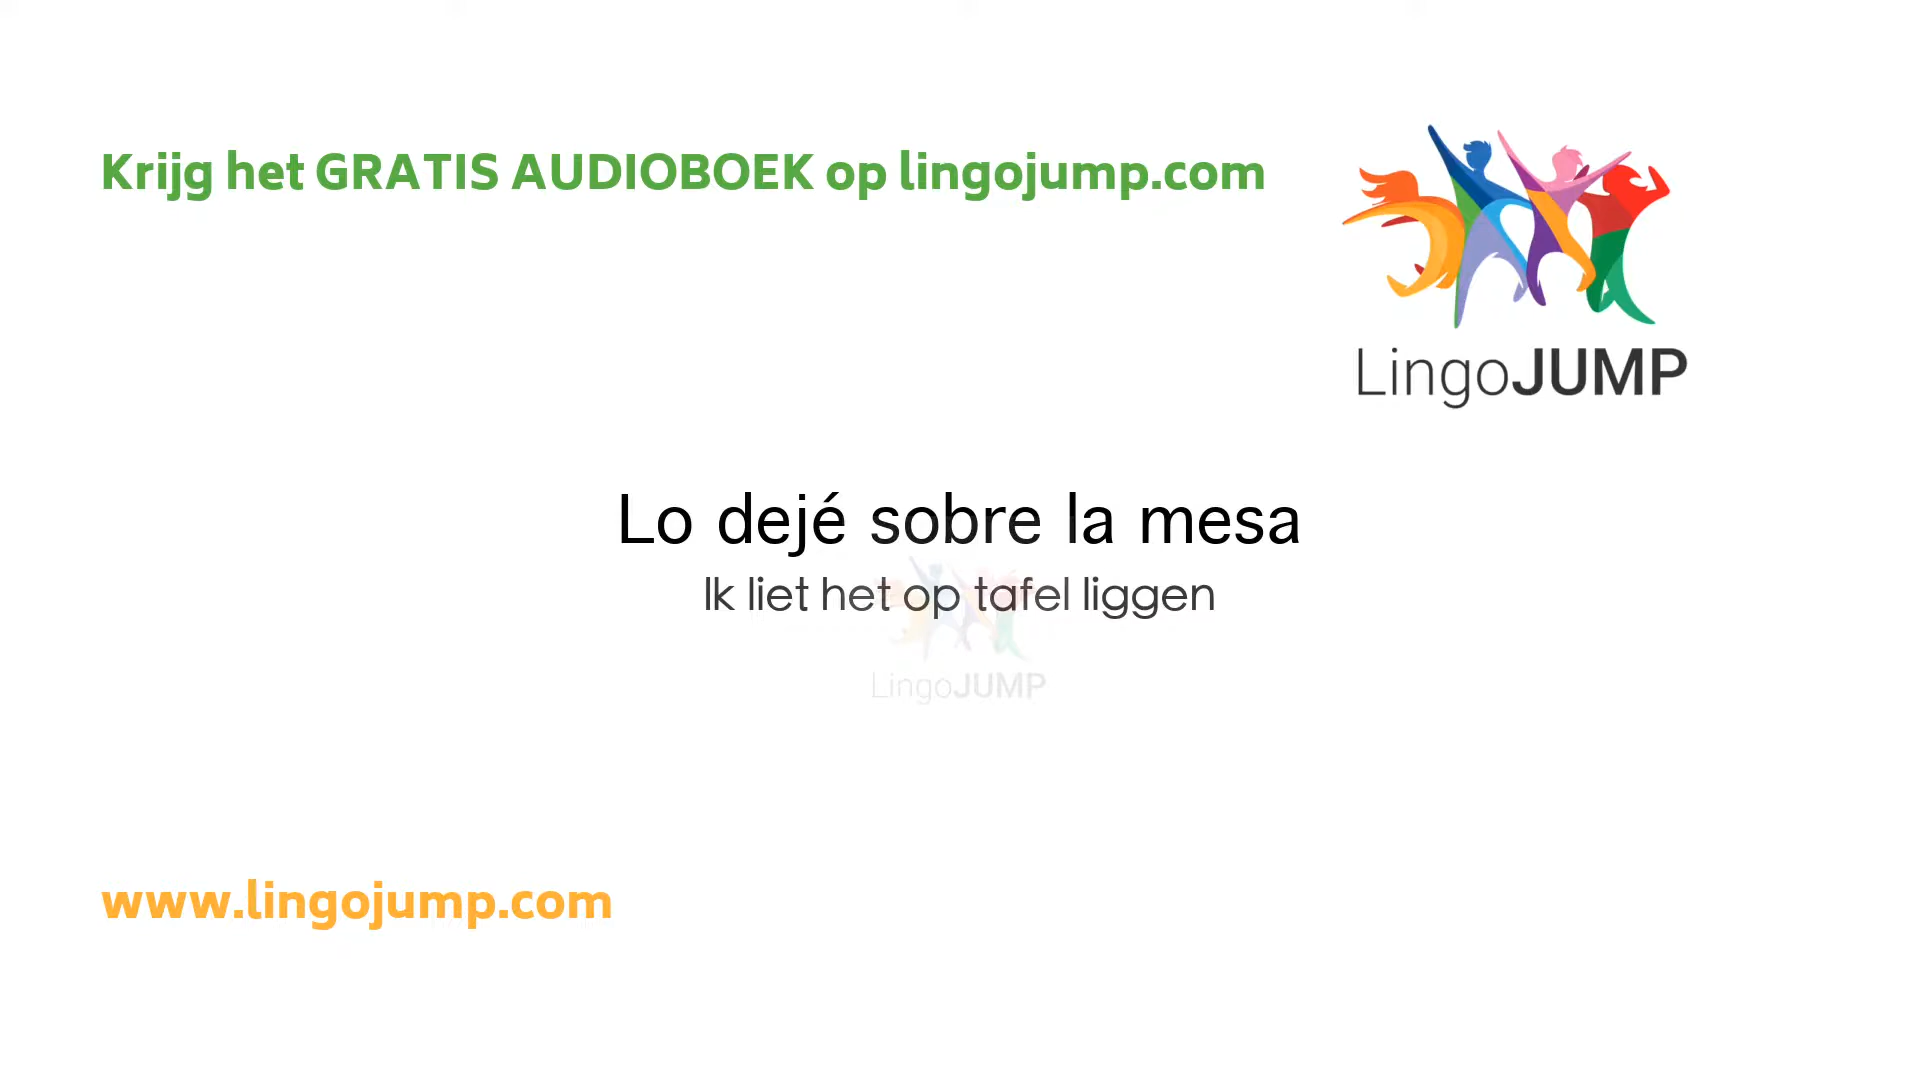 Krijg het GRATIS AUDIOBOEK op lingojump.com
LingoJUMP
Lo dejé sobre la mesa
Ik liet het op tafel liggen
LingoJUMP
www.lingojump.com